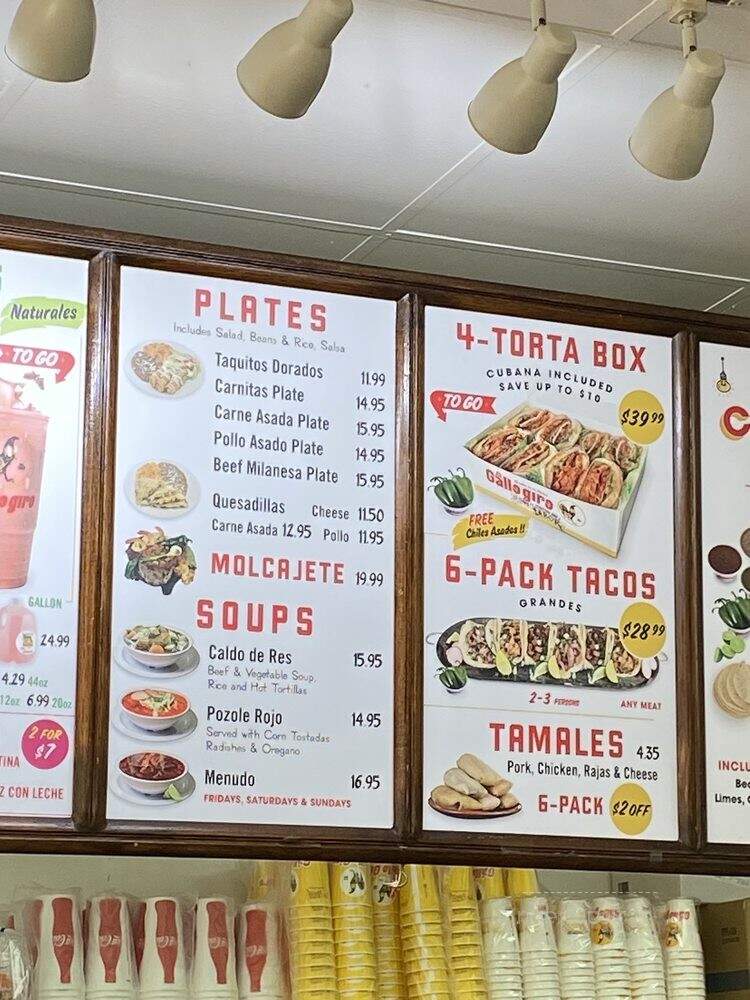 Naturales
TO GO
GALLON
24.99
4.29 44oz
12oz 6.99 20oz
2 FOR
$7
Z CON LECHE
PLATES
Includes Salad, Beans & Rice, Salsa
Taquitos Dorados 11.99
Carnitas Plate 14.95
Carne Asada Plate 15.95
Pollo Asado Plate 14.95
Beef Milanesa Plate 15.95
Quesadillas Cheese 11.50
Carne Asada 12.95 Pollo 11.95
MOLCAJETE 19.99
SOUPS
Caldo de Res 15.95
Beef & Vegetable Soup,
Rice and Hot Tortillas
Pozole Rojo 14.95
Served with Corn Tostadas
Radishes & Oregano
Menudo 16.95
FRIDAYS, SATURDAYS & SUNDAYS
4-TORTA BOX
CUBANA INCLUDED
SAVE UP TO $10
TO GO
$39.99
Gallo giro
FREE
Chiles Asados!!
6-PACK TACOS
GRANDES
$28.99
2-3 PERSONS ANY MEAT
TAMALES 4.35
Pork, Chicken, Rajas & Cheese
6-PACK $2 OFF
Limes,